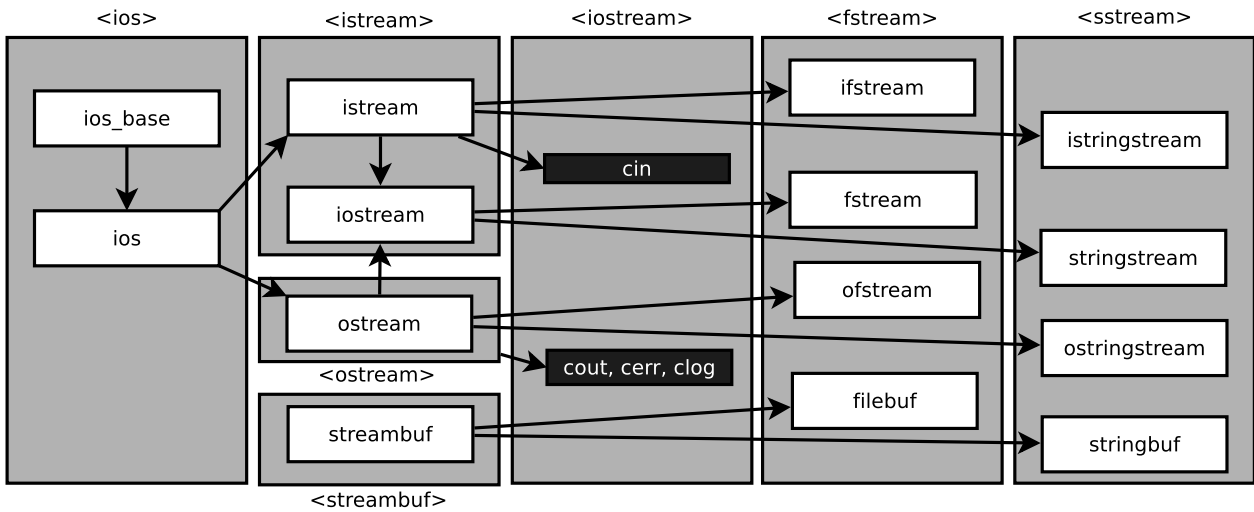 <ios>
ios_base
ios
<istream>
istream
iostream
ostream
<ostream>
streambuf
<streambuf>
<iostream>
cin
cout, cerr, clog
<fstream>
ifstream
fstream
ofstream
filebuf
<sstream>
istringstream
stringstream
ostringstream
stringbuf